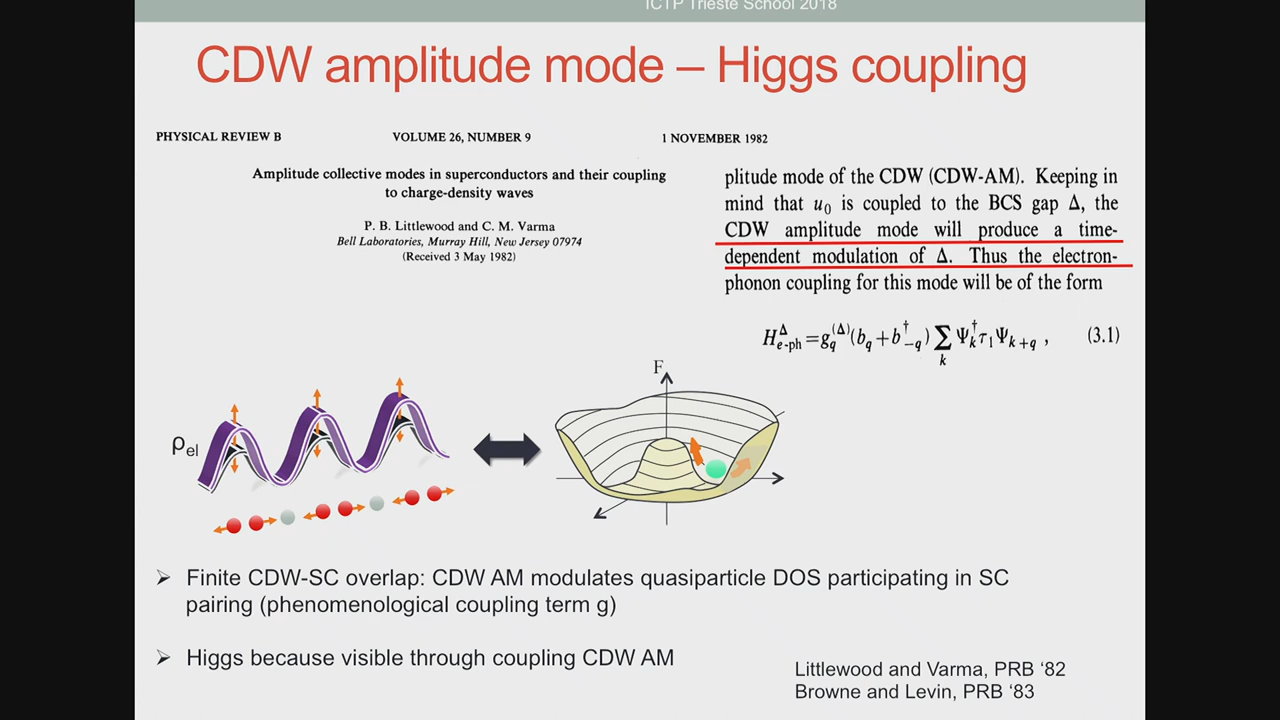 ICTP Trieste School 2018
CDW amplitude mode – Higgs coupling
PHYSICAL REVIEW B VOLUME 26, NUMBER 9 1 NOVEMBER 1982
Amplitude collective modes in superconductors and their coupling
to charge-density waves
P. B. Littlewood and C. M. Varma
Bell Laboratories, Murray Hill, New Jersey 07974
(Received 3 May 1982)
plitude mode of the CDW (CDW-AM). Keeping in
mind that u₀ is coupled to the BCS gap Δ, the
CDW amplitude mode will produce a time-
dependent modulation of Δ. Thus the electron-
phonon coupling for this mode will be of the form
H^Δ_{e-ph} = g_q^{(Δ)} (b_q + b^†_{-q}) ∑_k Ψ^†_k τ₁ Ψ_{k+q} , (3.1)
F
ρel
➢ Finite CDW-SC overlap: CDW AM modulates quasiparticle DOS participating in SC
pairing (phenomenological coupling term g)
➢ Higgs because visible through coupling CDW AM
Littlewood and Varma, PRB ‘82
Browne and Levin, PRB ‘83